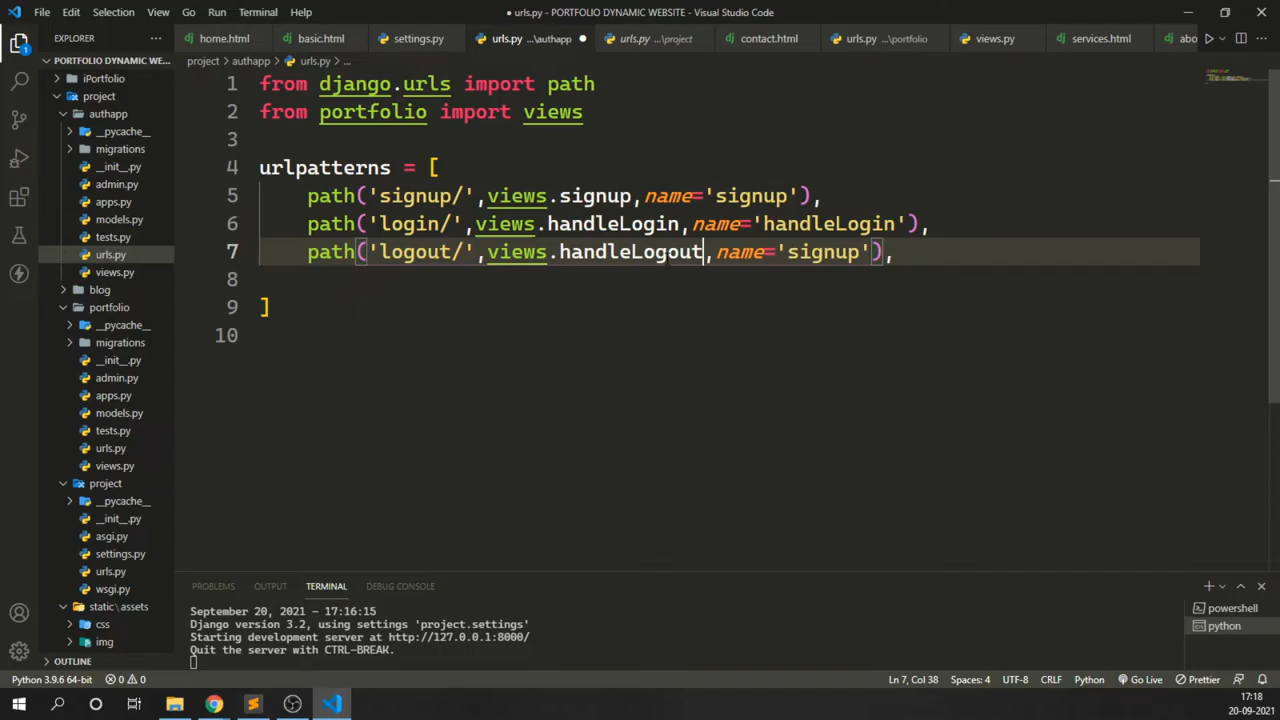 File Edit Selection View Go Run Terminal Help
● urls.py - PORTFOLIO DYNAMIC WEBSITE - Visual Studio Code
EXPLORER ···
home.html basic.html settings.py urls.py ...\authapp ● urls.py ...\project contact.html urls.py ...\portfolio views.py services.html abo
project > authapp > urls.py > ...
PORTFOLIO DYNAMIC WE...
iPortfolio
project
authapp
__pycache__
migrations
__init__.py
admin.py
apps.py
models.py
tests.py
urls.py
views.py
blog
portfolio
__pycache__
migrations
__init__.py
admin.py
apps.py
models.py
tests.py
urls.py
views.py
project
__pycache__
__init__.py
asgi.py
settings.py
urls.py
wsgi.py
static\assets
css
img
OUTLINE
1 from django.urls import path
2 from portfolio import views
3
4 urlpatterns = [
5 path('signup/',views.signup,name='signup'),
6 path('login/',views.handleLogin,name='handleLogin'),
7 path('logout/',views.handleLogout,name='signup'),
8
9 ]
10
PROBLEMS OUTPUT TERMINAL DEBUG CONSOLE
September 20, 2021 - 17:16:15
Django version 3.2, using settings 'project.settings'
Starting development server at http://127.0.0.1:8000/
Quit the server with CTRL-BREAK.
powershell
python
Python 3.9.6 64-bit 0 0 Ln 7, Col 38 Spaces: 4 UTF-8 CRLF Python Go Live Prettier
17:18
20-09-2021